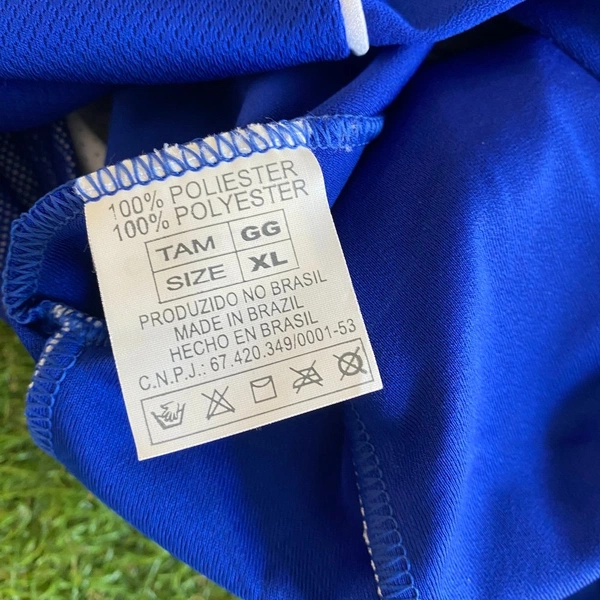 100% POLIESTER
100% POLYESTER
TAM GG
SIZE XL
PRODUZIDO NO BRASIL
MADE IN BRAZIL
HECHO EN BRASIL
C.N.P.J.: 67.420.349/0001-53